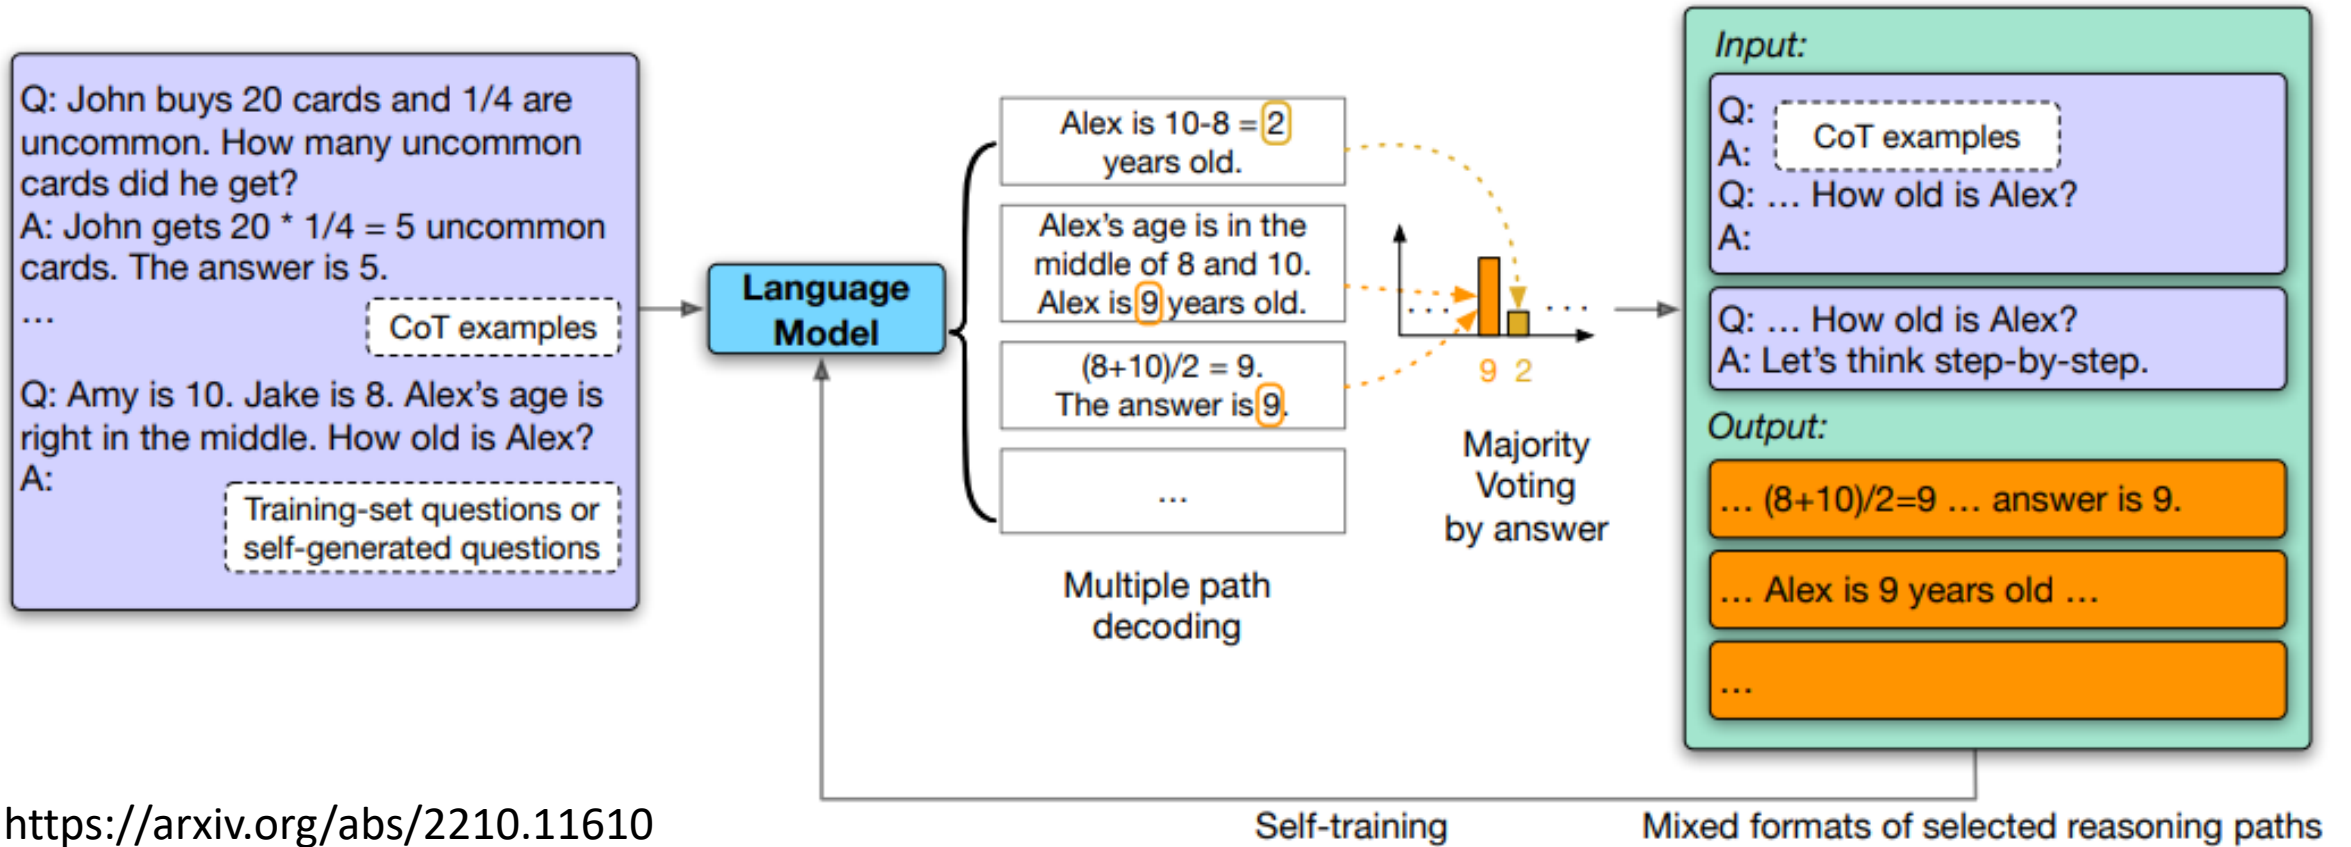 Q: John buys 20 cards and 1/4 are
uncommon. How many uncommon
cards did he get?
A: John gets 20 * 1/4 = 5 uncommon
cards. The answer is 5.
...
CoT examples
Q: Amy is 10. Jake is 8. Alex’s age is
right in the middle. How old is Alex?
A:
Training-set questions or
self-generated questions
Language
Model
Alex is 10-8 = 2
years old.
Alex’s age is in the
middle of 8 and 10.
Alex is 9 years old.
(8+10)/2 = 9.
The answer is 9.
...
Multiple path
decoding
... ...
9 2
Majority
Voting
by answer
Input:
Q:
A:
CoT examples
Q: ... How old is Alex?
A:
Q: ... How old is Alex?
A: Let’s think step-by-step.
Output:
... (8+10)/2=9 ... answer is 9.
... Alex is 9 years old ...
...
Self-training
Mixed formats of selected reasoning paths
https://arxiv.org/abs/2210.11610